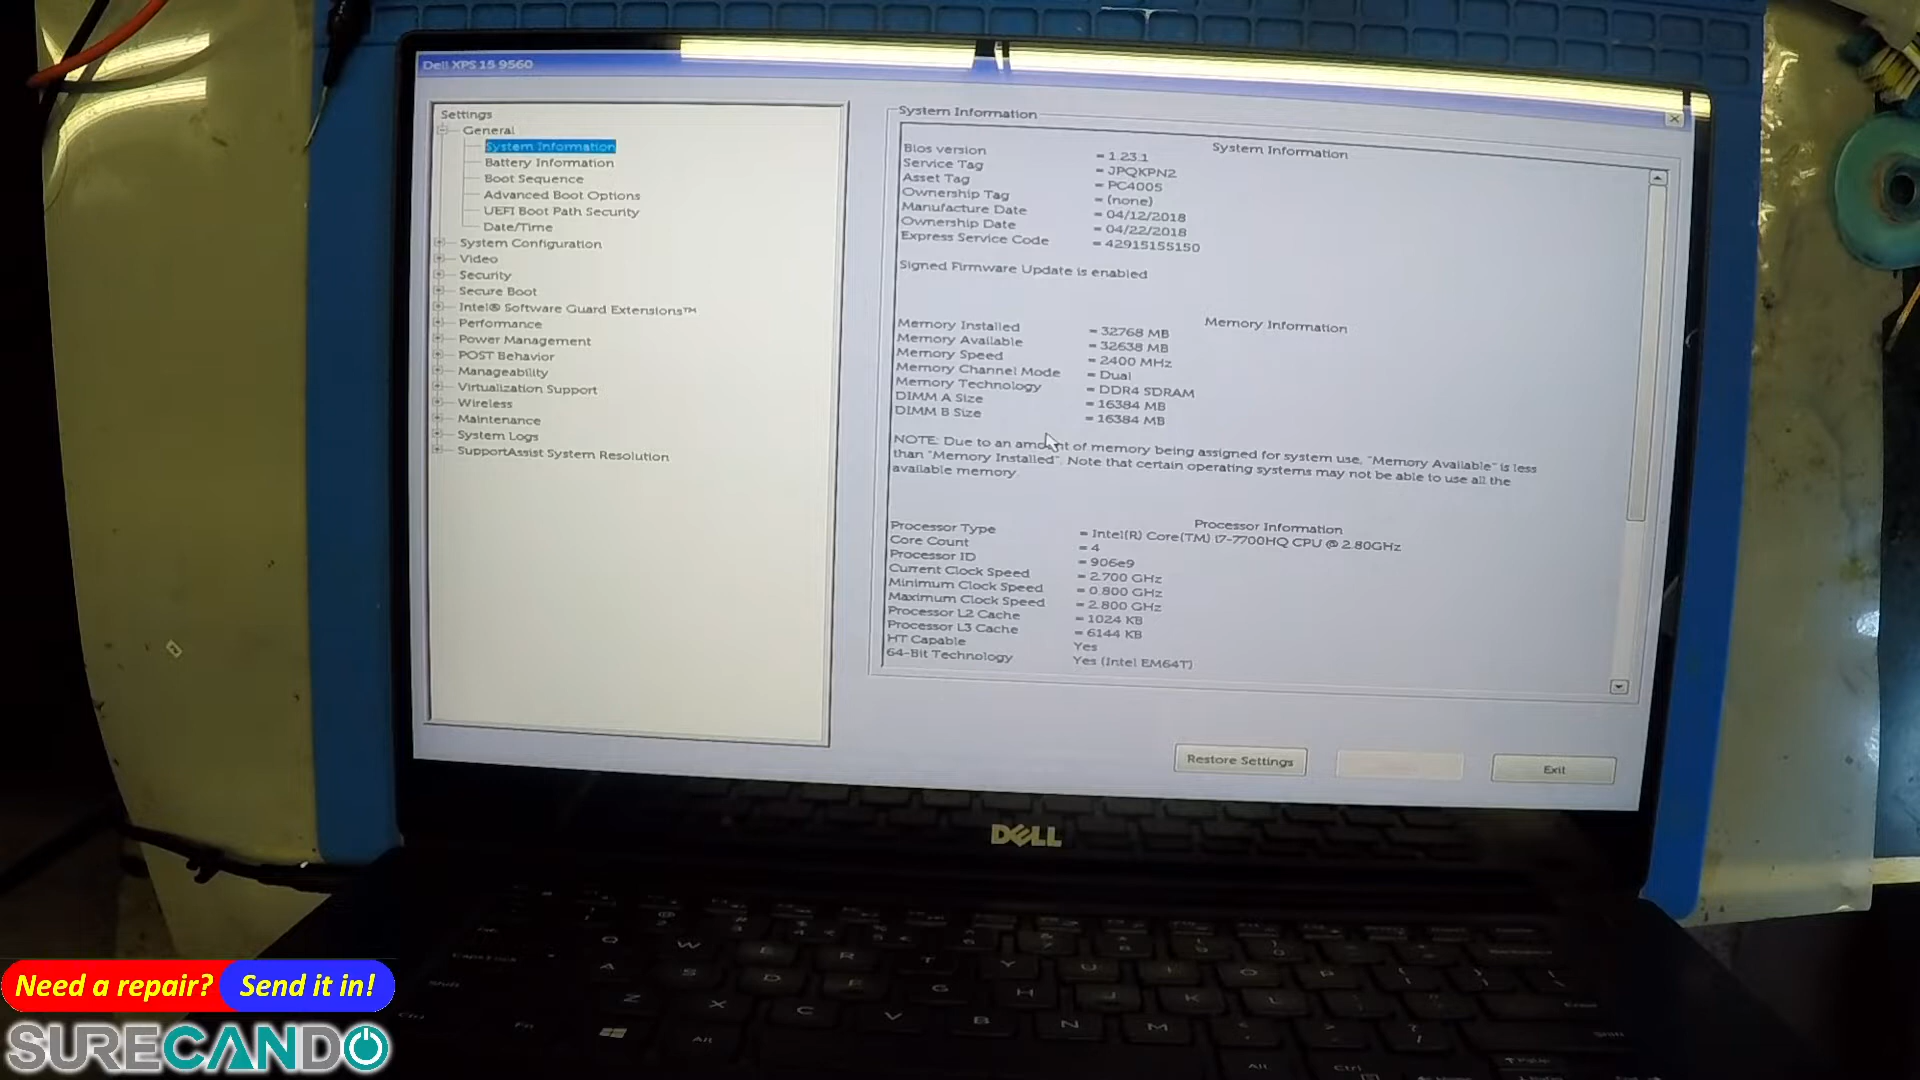 Dell XPS 15 9560
Settings
General
System Information
Battery Information
Boot Sequence
Advanced Boot Options
UEFI Boot Path Security
Date/Time
System Configuration
Video
Security
Secure Boot
Intel® Software Guard Extensions™
Performance
Power Management
POST Behavior
Manageability
Virtualization Support
Wireless
Maintenance
System Logs
SupportAssist System Resolution
System Information
System Information
Bios version = 1.23.1
Service Tag = JPQKPN2
Asset Tag = PC4005
Ownership Tag = (none)
Manufacture Date = 04/12/2018
Ownership Date = 04/22/2018
Express Service Code = 42915155150
Signed Firmware Update is enabled
Memory Information
Memory Installed = 32768 MB
Memory Available = 32638 MB
Memory Speed = 2400 MHz
Memory Channel Mode = Dual
Memory Technology = DDR4 SDRAM
DIMM A Size = 16384 MB
DIMM B Size = 16384 MB
NOTE: Due to an amount of memory being assigned for system use, "Memory Available" is less
than "Memory Installed". Note that certain operating systems may not be able to use all the
available memory.
Processor Information
Processor Type = Intel(R) Core(TM) i7-7700HQ CPU @ 2.80GHz
Core Count = 4
Processor ID = 906e9
Current Clock Speed = 2.700 GHz
Minimum Clock Speed = 0.800 GHz
Maximum Clock Speed = 2.800 GHz
Processor L2 Cache = 1024 KB
Processor L3 Cache = 6144 KB
HT Capable Yes
64-Bit Technology Yes (Intel EM64T)
Restore Settings
Exit
DELL
Q W E R T Y U I O P
A S D F G H J K L
Shift Z X C V B N M
Ctrl Fn Alt Alt Ctrl
Need a repair? Send it in!
SURECANDO